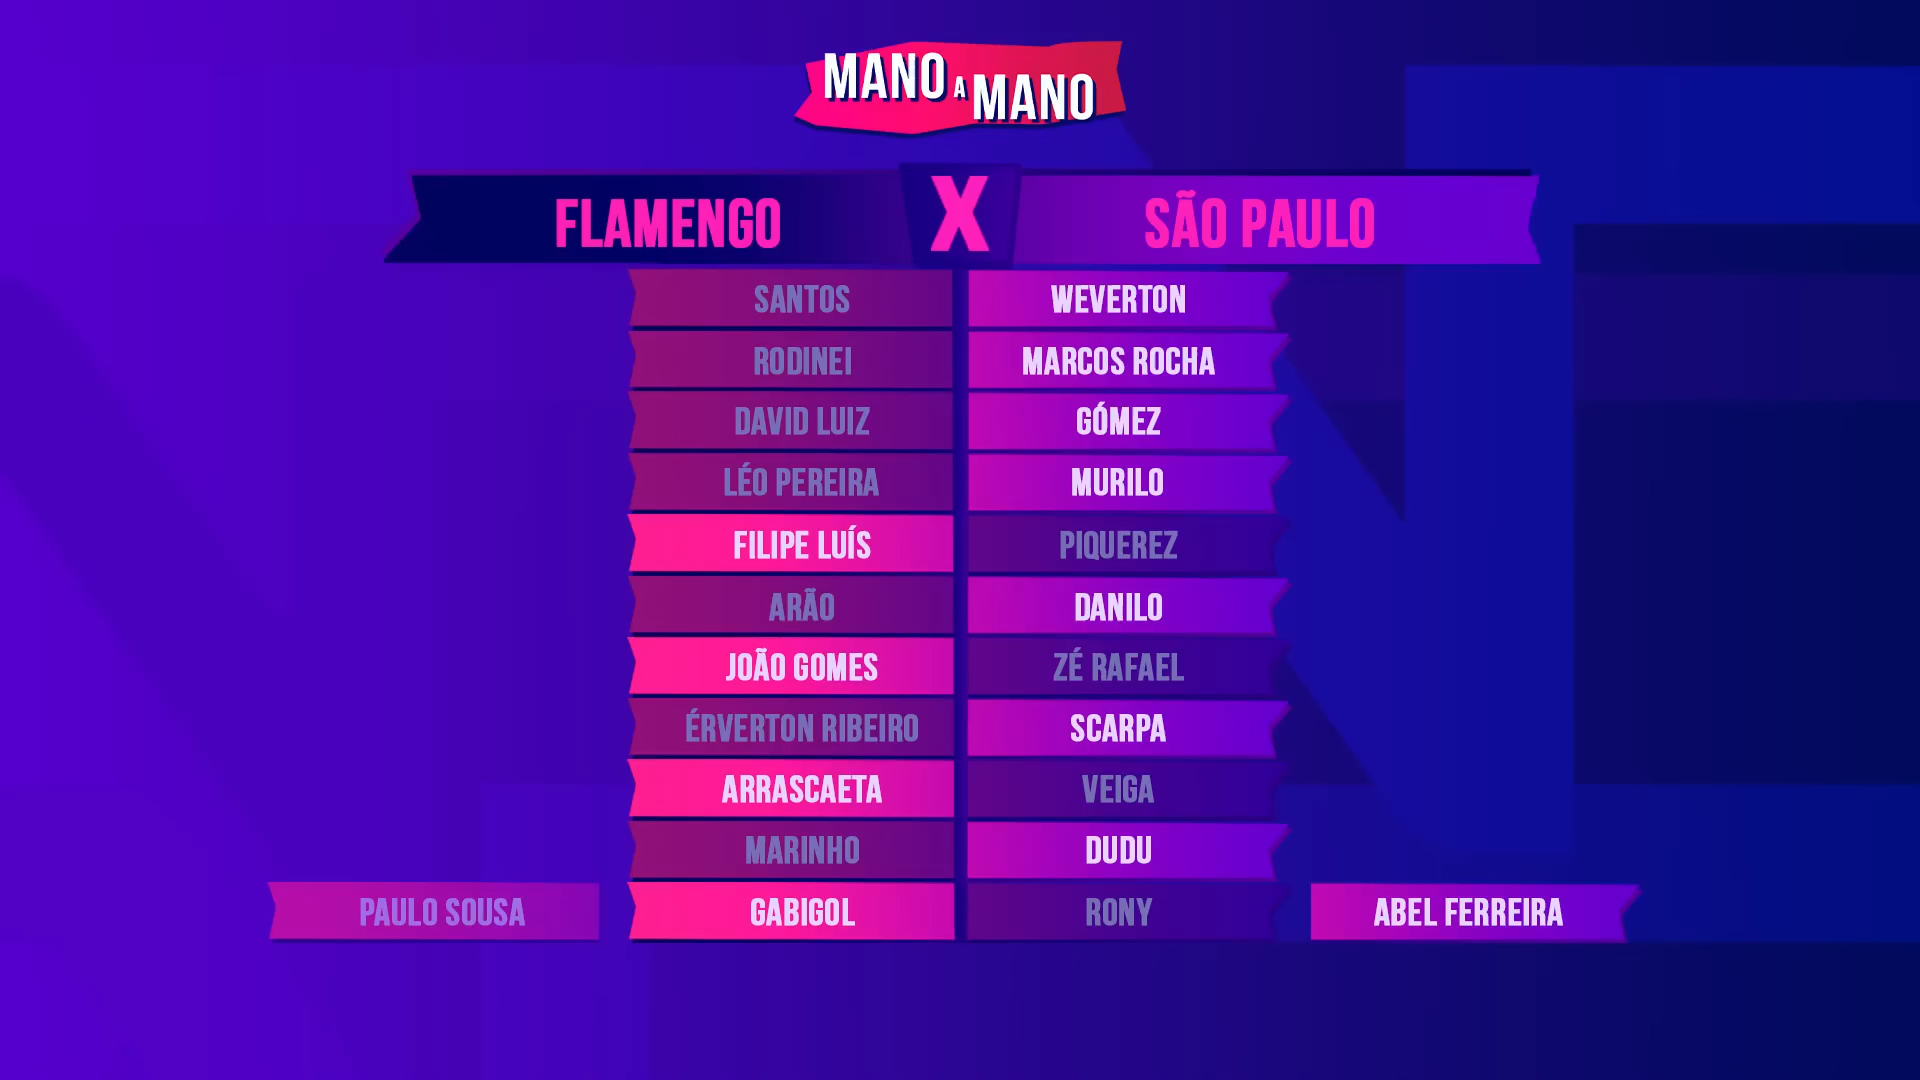 MANO A MANO
FLAMENGO X SÃO PAULO
SANTOS WEVERTON
RODINEI MARCOS ROCHA
DAVID LUIZ GÓMEZ
LÉO PEREIRA MURILO
FILIPE LUÍS PIQUEREZ
ARÃO DANILO
JOÃO GOMES ZÉ RAFAEL
ÉRVERTON RIBEIRO SCARPA
ARRASCAETA VEIGA
MARINHO DUDU
PAULO SOUSA GABIGOL RONY ABEL FERREIRA